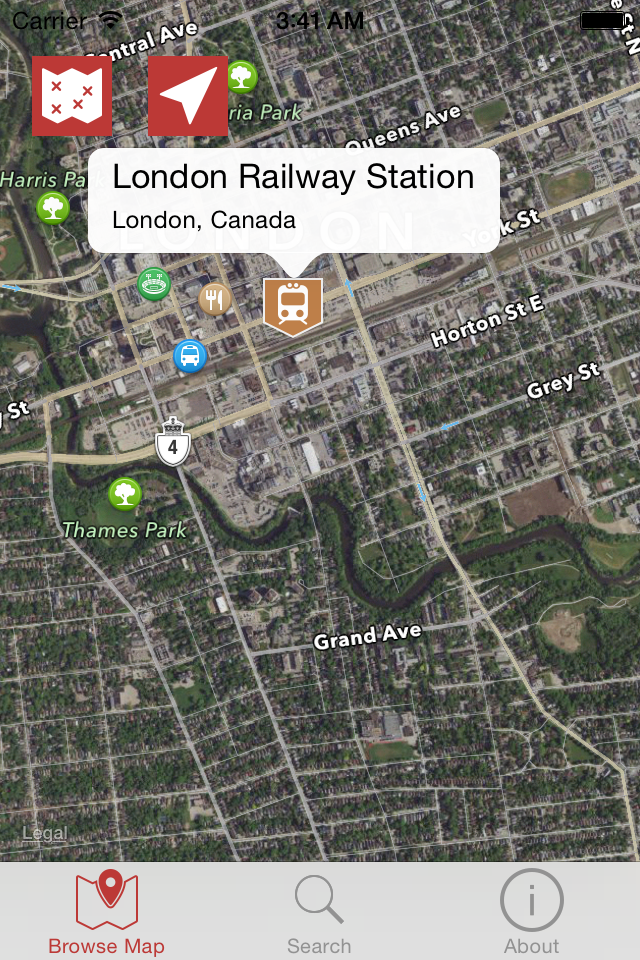 Carrier 3:41 AM
Central Ave
ria Park
Queens Ave
Harris Pa
London Railway Station
London, Canada
LONDON
York St
Horton St E
Grey St
y St
4
Thames Park
Grand Ave
Legal
Browse Map
Search
About